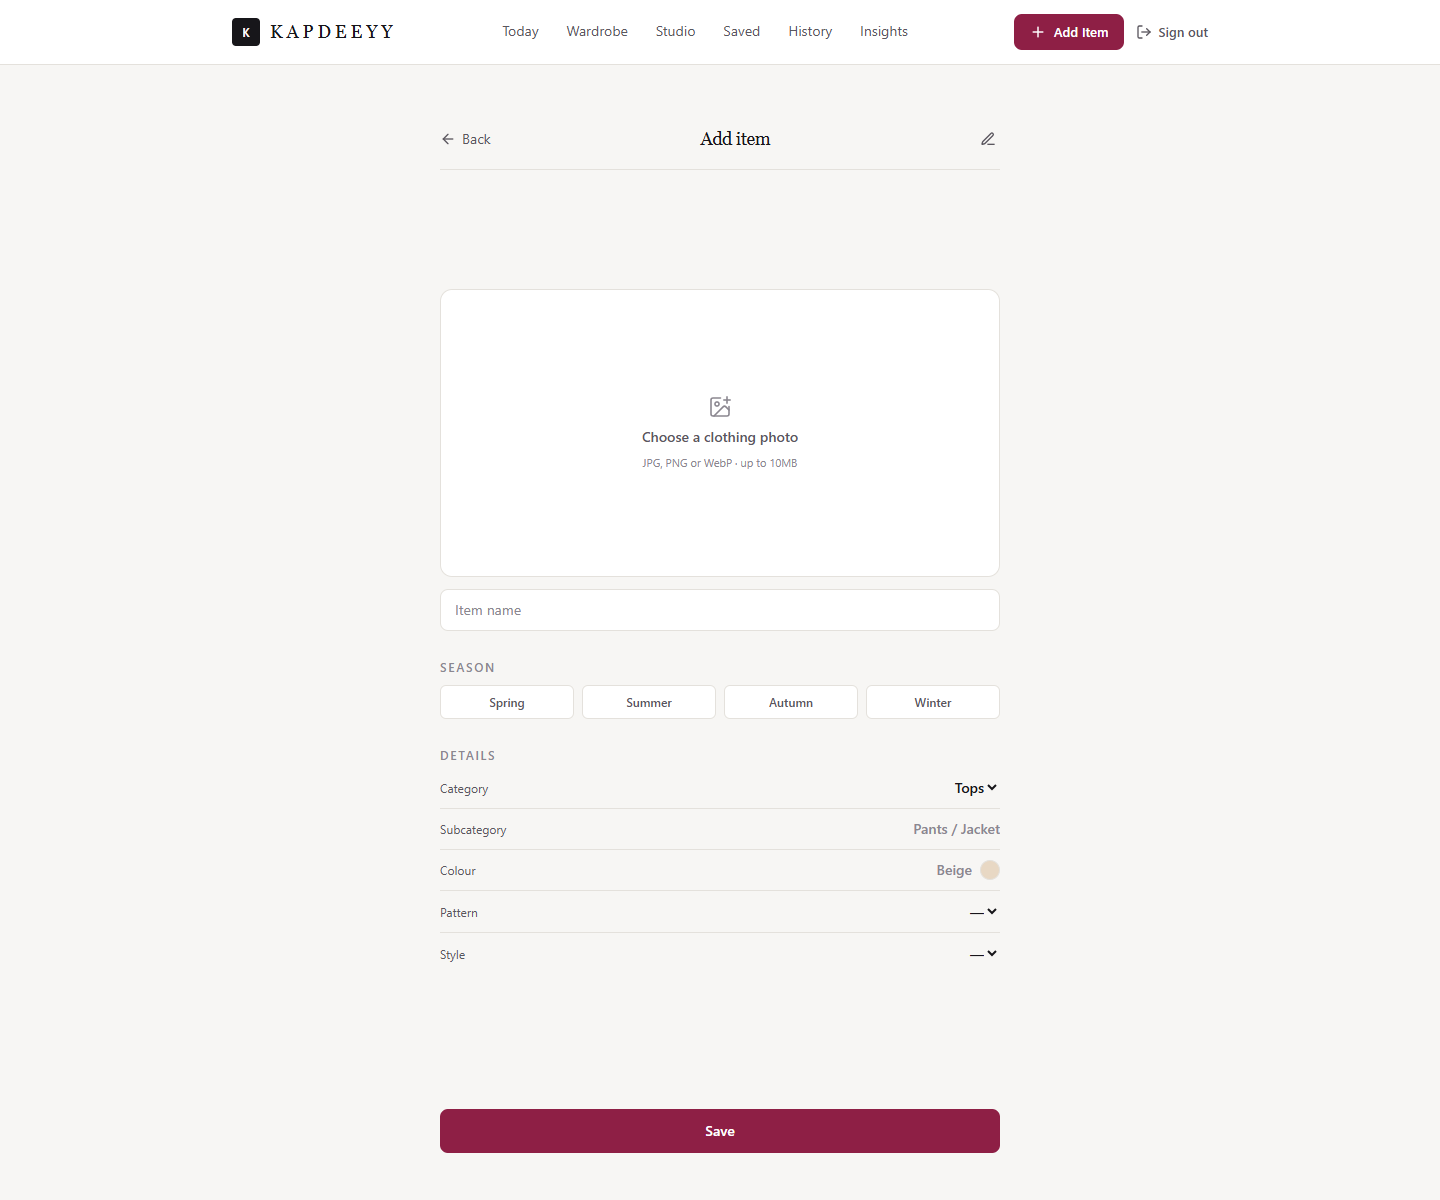 K KAPDEEYY Today Wardrobe Studio Saved History Insights Add Item Sign out
Back Add item
Choose a clothing photo
JPG, PNG or WebP · up to 10MB
Item name
SEASON
Spring Summer Autumn Winter
DETAILS
Category Tops
Subcategory Pants / Jacket
Colour Beige
Pattern —
Style —
Save